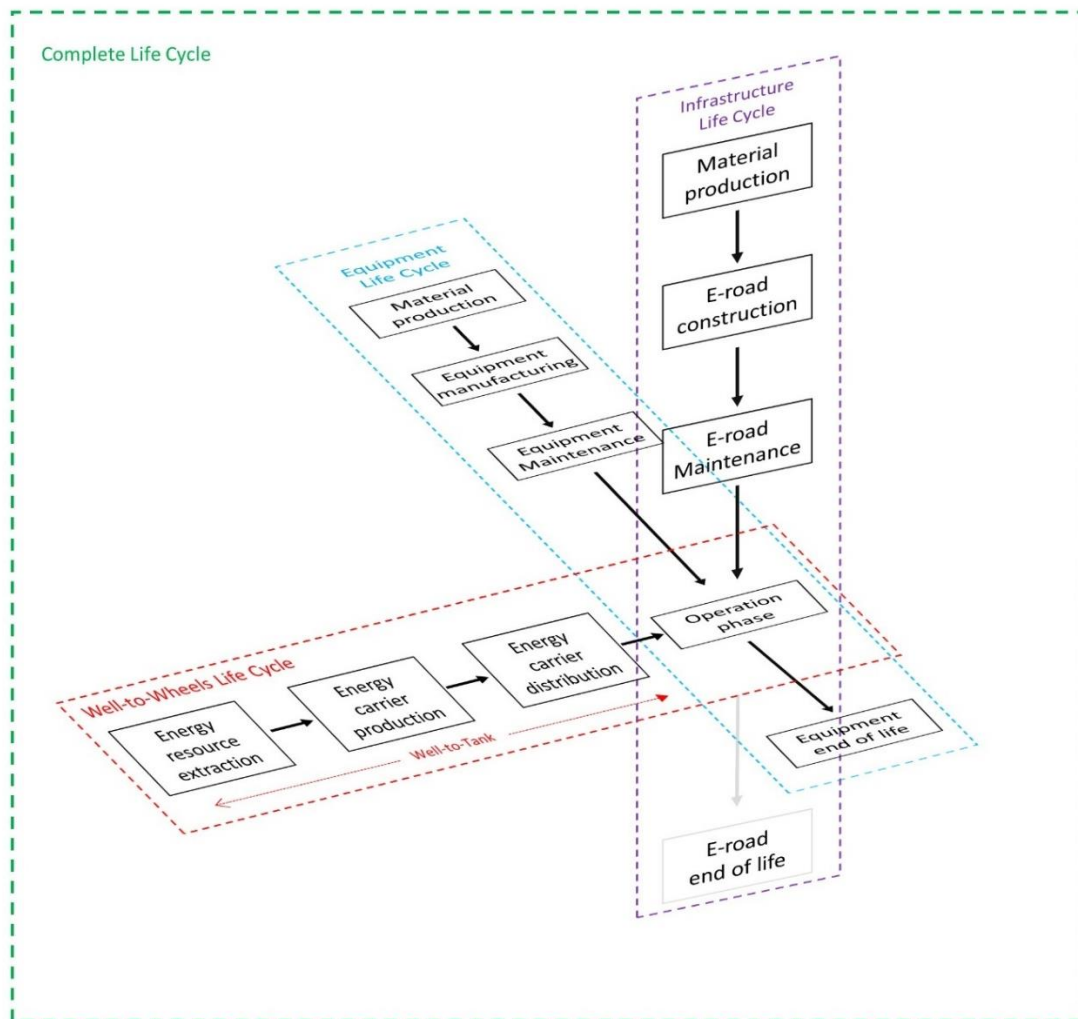 Complete Life Cycle
Infrastructure
Life Cycle
Material
production
E-road
construction
E-road
Maintenance
Equipment
Life Cycle
Material
production
Equipment
manufacturing
Equipment
Maintenance
Operation
phase
Equipment
end of life
Well-to-Wheels Life Cycle
Energy
resource
extraction
Energy
carrier
production
Energy
carrier
distribution
Well-to-Tank
E-road
end of life